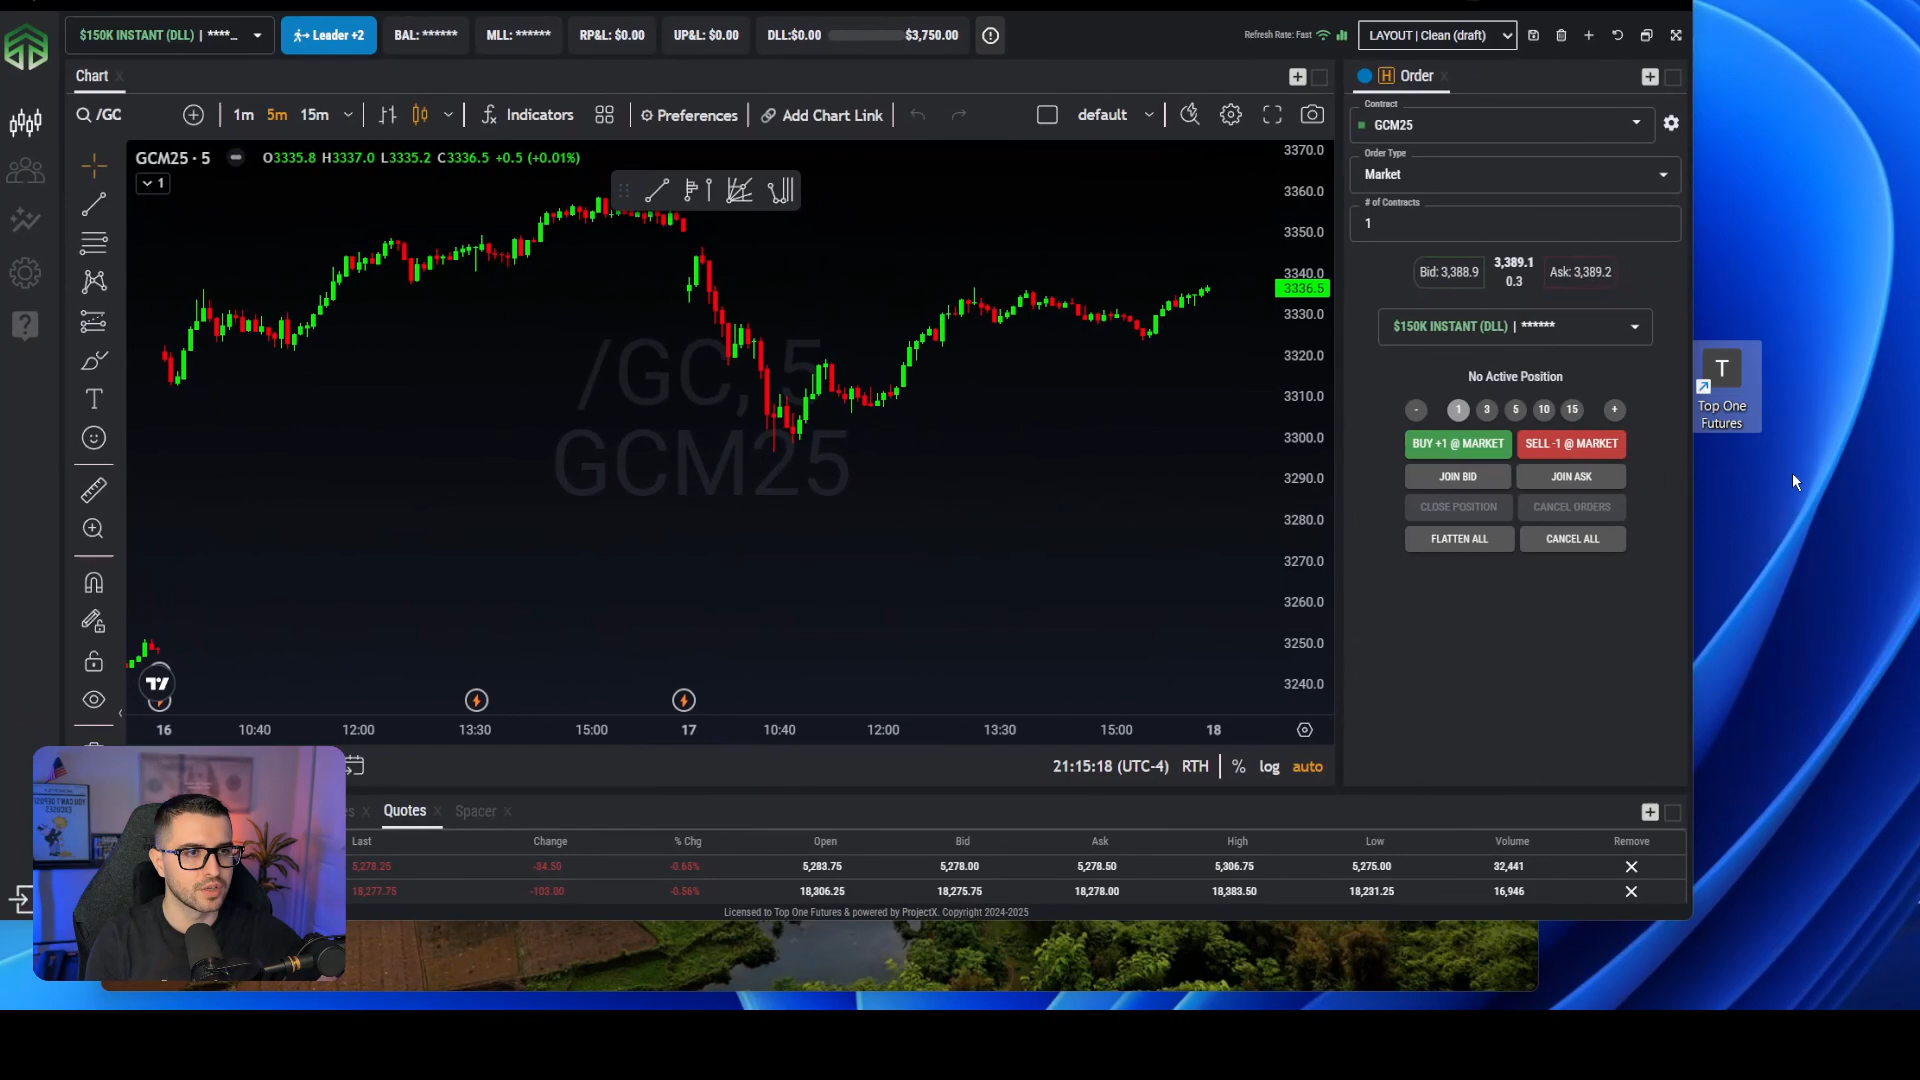 $150K INSTANT (DLL) | ****...
Leader +2
BAL: ******
MLL: ******
RP&L: $0.00
UP&L: $0.00
DLL:$0.00
$3,750.00
Refresh Rate: Fast
LAYOUT | Clean (draft)
Chart
H
Order
/GC
1m
5m
15m
Indicators
Preferences
Add Chart Link
default
Contract
GCM25
Order Type
Market
# of Contracts
1
GCM25 · 5
O3335.8 H3337.0 L3335.2 C3336.5 +0.5 (+0.01%)
1
/GC, 5
GCM25
3370.0
3360.0
3350.0
3340.0
3336.5
3330.0
3320.0
3310.0
3300.0
3290.0
3280.0
3270.0
3260.0
3250.0
3240.0
Bid: 3,388.9
3,389.1
0.3
Ask: 3,389.2
$150K INSTANT (DLL) | ******
No Active Position
- 1 3 5 10 15 +
BUY +1 @ MARKET
SELL -1 @ MARKET
JOIN BID
JOIN ASK
CLOSE POSITION
CANCEL ORDERS
FLATTEN ALL
CANCEL ALL
T
Top One
Futures
16 10:40 12:00 13:30 15:00 17 10:40 12:00 13:30 15:00 18
21:15:18 (UTC-4) RTH % log auto
Quotes
Spacer
Last Change % Chg Open Bid Ask High Low Volume Remove
5,278.25 -34.50 -0.65% 5,283.75 5,278.00 5,278.50 5,306.75 5,275.00 32,441
18,277.75 -103.00 -0.56% 18,306.25 18,275.75 18,278.00 18,383.50 18,231.25 16,946
Licensed to Top One Futures & powered by ProjectX. Copyright 2024-2025